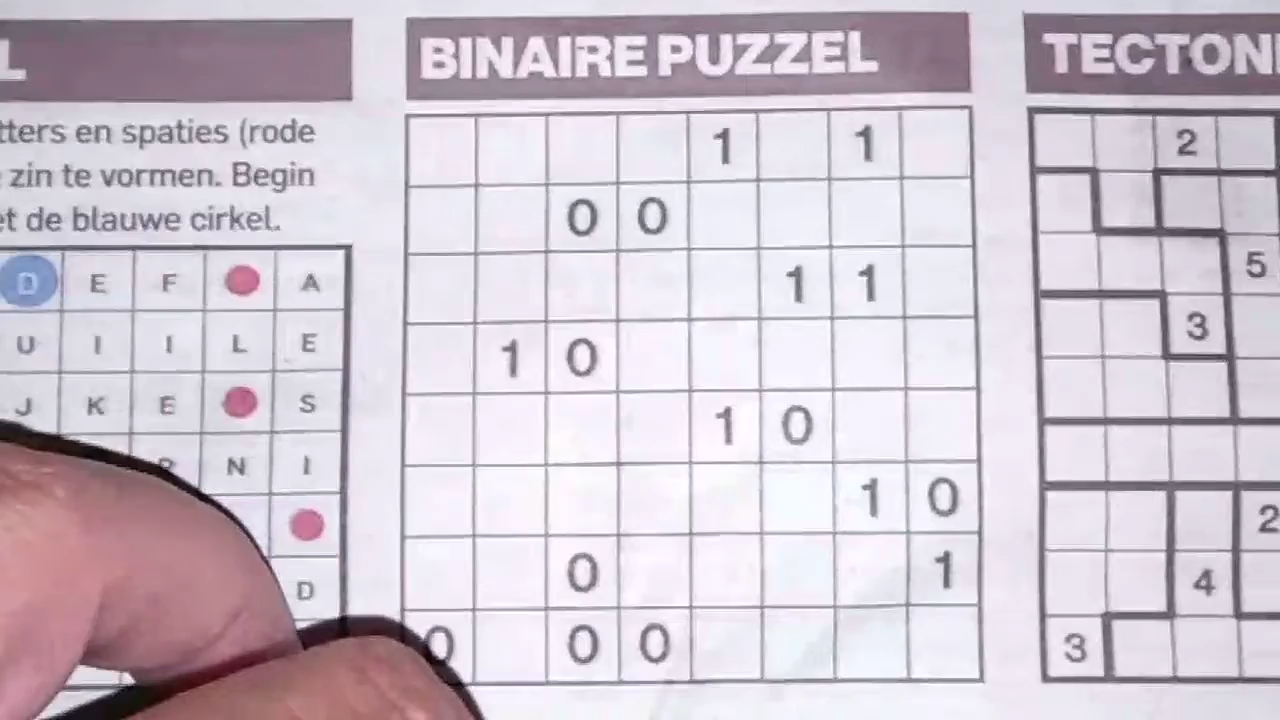 L
tters en spaties (rode
zin te vormen. Begin
et de blauwe cirkel.
D E F A
U I I L E
J K E S
N I
D
BINAIRE PUZZEL
1 1
0 0
1 1
1 0
1 0
1 0
0 1
0 0 0
TECTONI
2
5
3
2
4
3